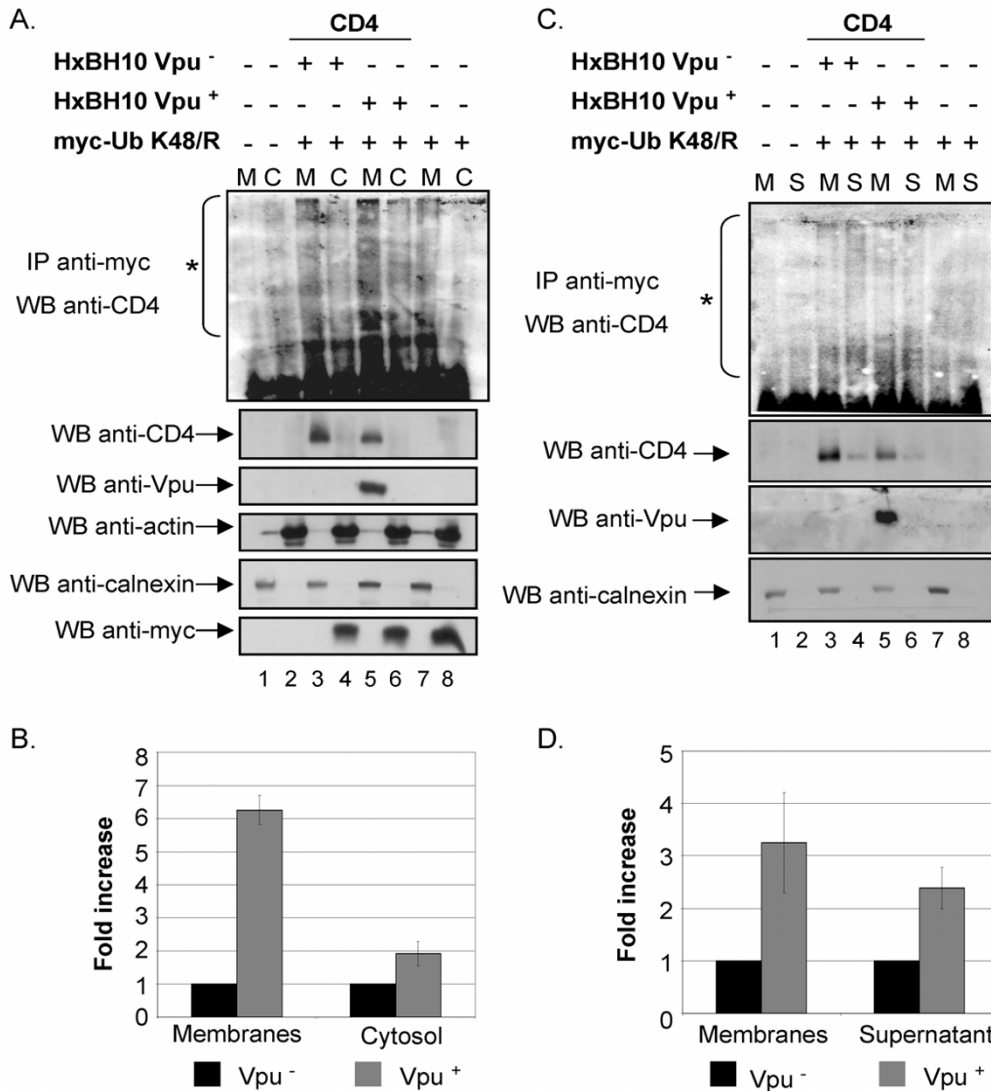 A.
CD4
HxBH10 Vpu - - - + + - - - -
HxBH10 Vpu + - - - - + + - -
myc-Ub K48/R - - + + + + + +
M C M C M C M C
IP anti-myc
*
WB anti-CD4
WB anti-CD4
WB anti-Vpu
WB anti-actin
WB anti-calnexin
WB anti-myc
1 2 3 4 5 6 7 8
C.
CD4
HxBH10 Vpu - - - + + - - - -
HxBH10 Vpu + - - - - + + - -
myc-Ub K48/R - - + + + + + +
M S M S M S M S
IP anti-myc
*
WB anti-CD4
WB anti-CD4
WB anti-Vpu
WB anti-calnexin
1 2 3 4 5 6 7 8
B.
Fold increase
8
7
6
5
4
3
2
1
0
Membranes Cytosol
Vpu - Vpu +
D.
Fold increase
5
4
3
2
1
0
Membranes Supernatant
Vpu - Vpu +